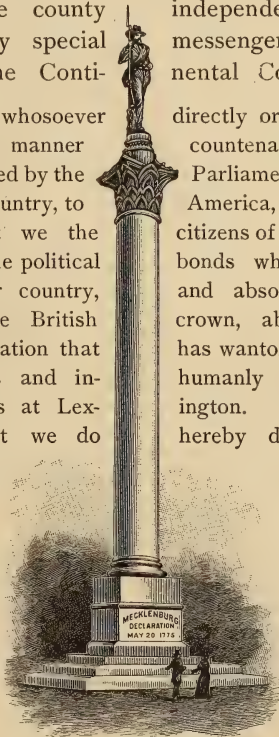 e county independe
y special messenger
ne Conti- nental Co
whosoever directly or
manner countena
ed by the Parliame
untry, to America,
we the citizens of
e political bonds wh
country, and abso
e British crown, ab
ation that has wanto
and in- humanly
s at Lex- ington.
t we do hereby d
MECKLENBURG
DECLARATION
MAY 20 1775